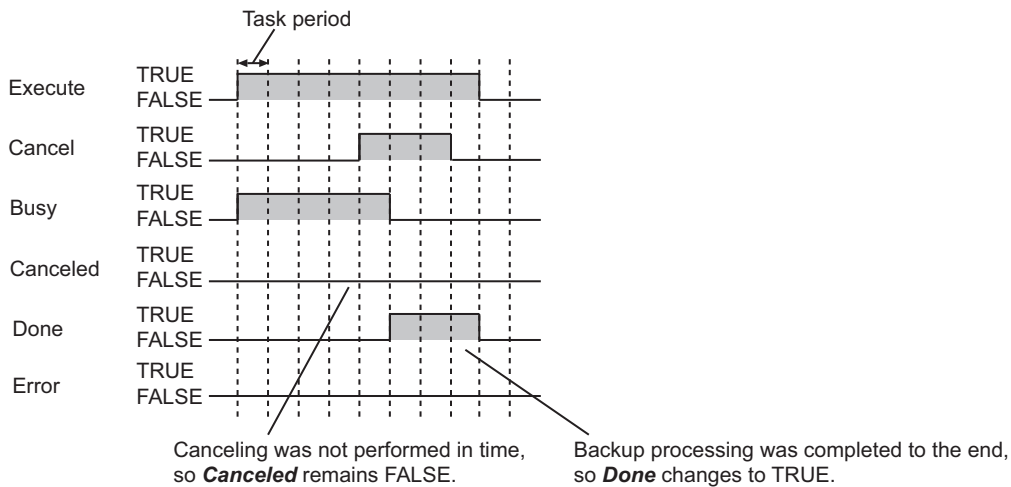 Task period
Execute
TRUE
FALSE
Cancel
TRUE
FALSE
Busy
TRUE
FALSE
Canceled
TRUE
FALSE
Done
TRUE
FALSE
Error
TRUE
FALSE
Canceling was not performed in time,
so Canceled remains FALSE.
Backup processing was completed to the end,
so Done changes to TRUE.